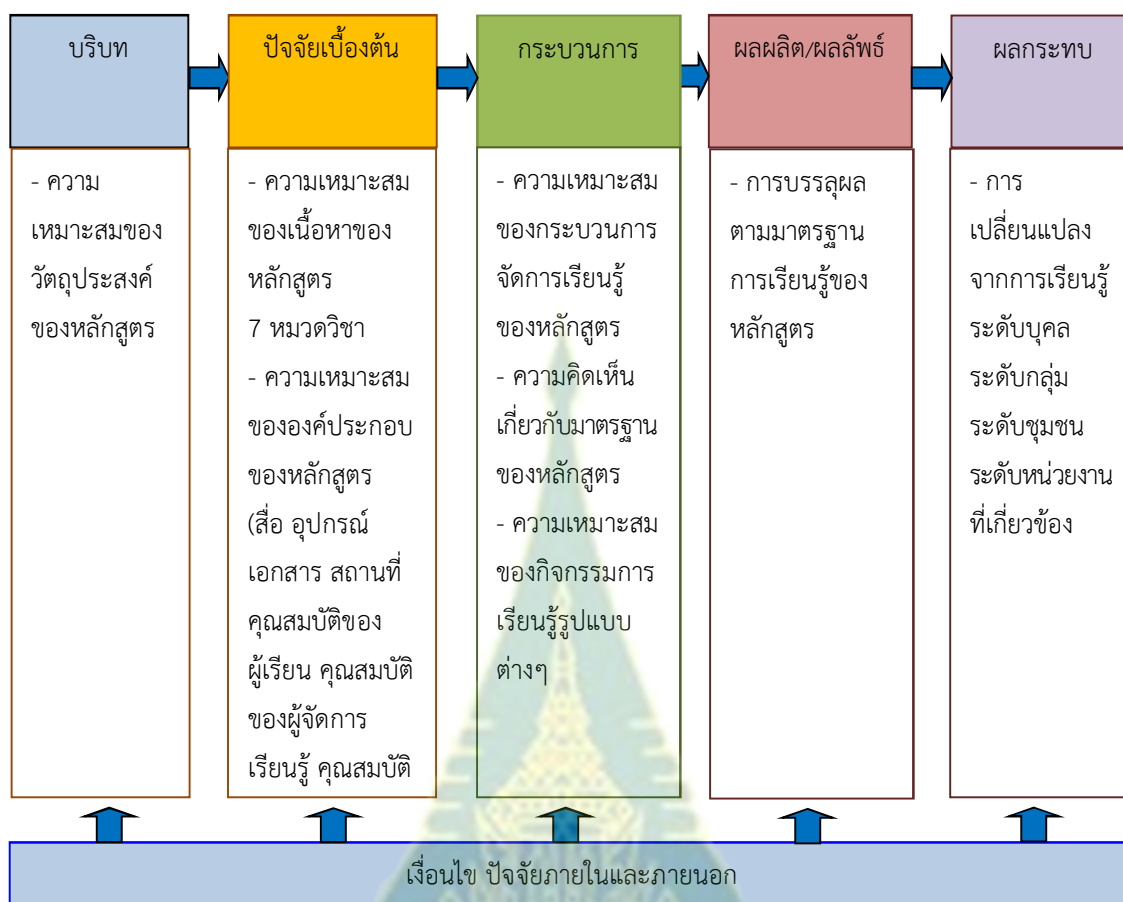 บริบท
- ความ
เหมาะสมของ
วัตถุประสงค์
ของหลักสูตร
ปัจจัยเบื้องต้น
- ความเหมาะสม
ของเนื้อหาของ
หลักสูตร
7 หมวดวิชา
- ความเหมาะสม
ขององค์ประกอบ
ของหลักสูตร
(สื่อ อุปกรณ์
เอกสาร สถานที่
คุณสมบัติของ
ผู้เรียน คุณสมบัติ
ของผู้จัดการ
เรียนรู้ คุณสมบัติ
กระบวนการ
- ความเหมาะสม
ของกระบวนการ
จัดการเรียนรู้
ของหลักสูตร
- ความคิดเห็น
เกี่ยวกับมาตรฐาน
ของหลักสูตร
- ความเหมาะสม
ของกิจกรรมการ
เรียนรู้รูปแบบ
ต่างๆ
ผลผลิต/ผลลัพธ์
- การบรรลุผล
ตามมาตรฐาน
การเรียนรู้ของ
หลักสูตร
ผลกระทบ
- การ
เปลี่ยนแปลง
จากการเรียนรู้
ระดับบุคล
ระดับกลุ่ม
ระดับชุมชน
ระดับหน่วยงาน
ที่เกี่ยวข้อง
เงื่อนไข ปัจจัยภายในและภายนอก